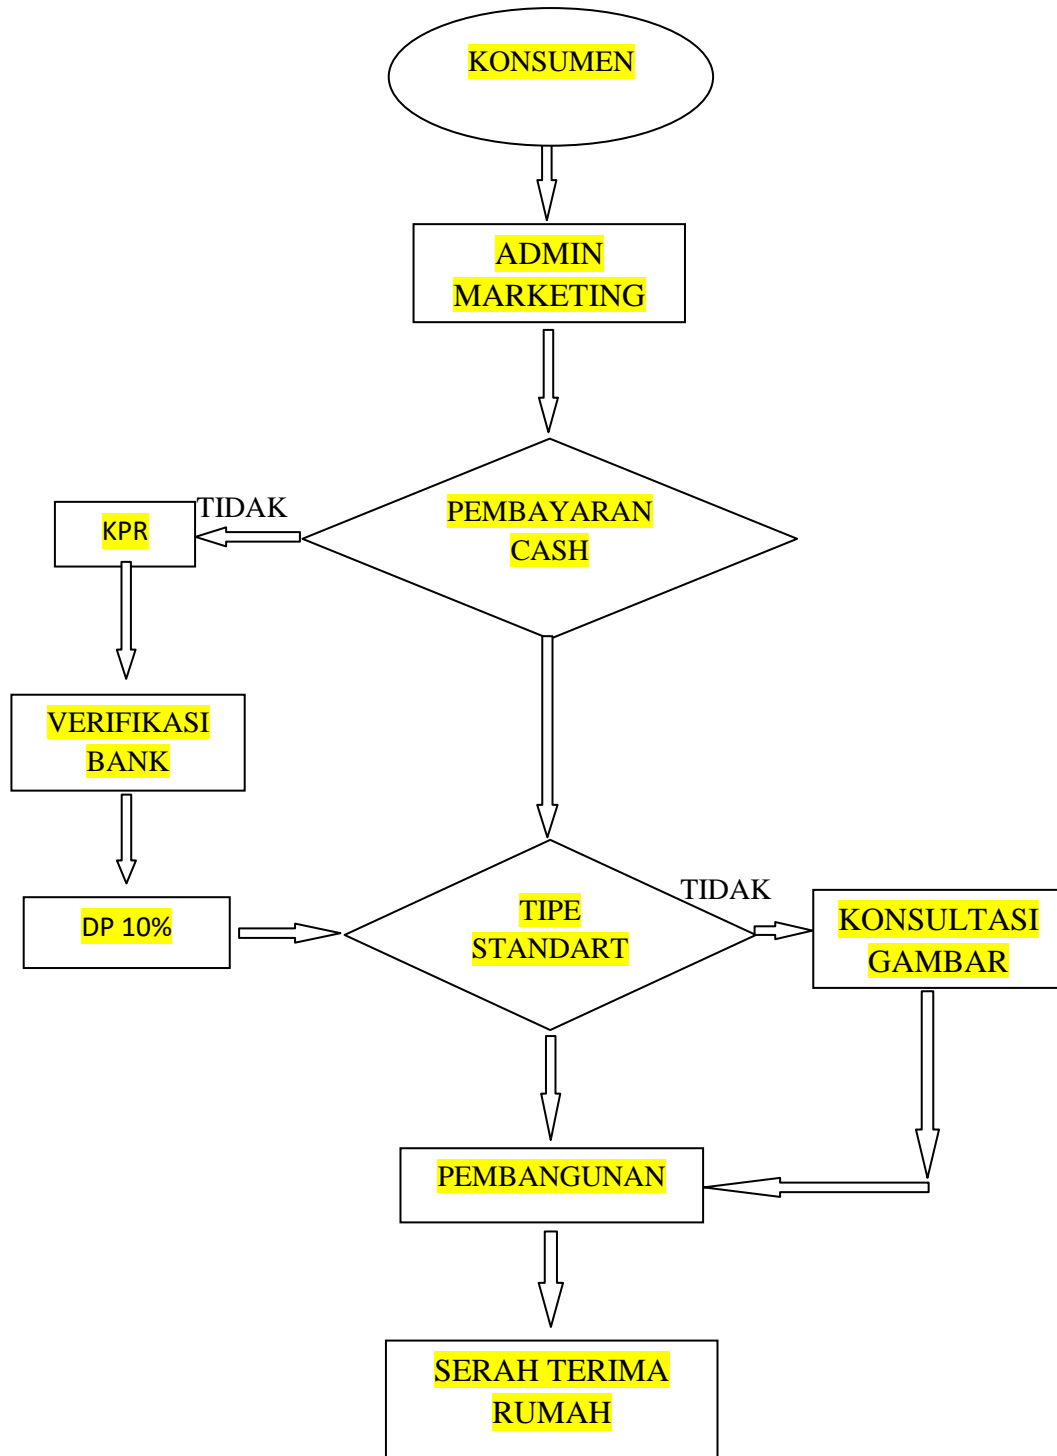 KONSUMEN
ADMIN
MARKETING
TIDAK
KPR
PEMBAYARAN
CASH
VERIFIKASI
BANK
DP 10%
TIPE
STANDART
TIDAK
KONSULTASI
GAMBAR
PEMBANGUNAN
SERAH TERIMA
RUMAH